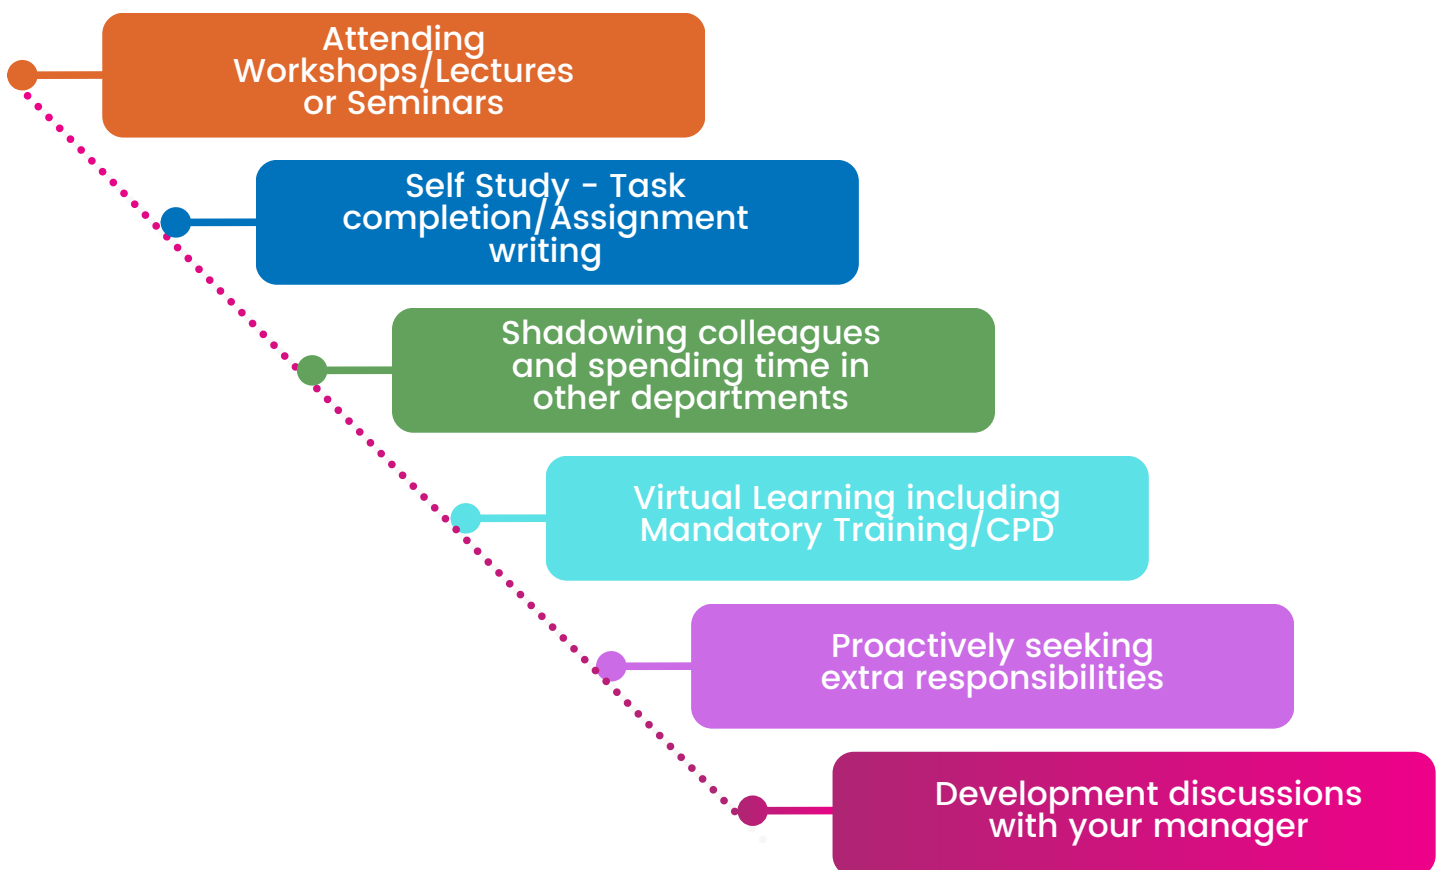 Attending
Workshops/Lectures
or Seminars
Self Study - Task
completion/Assignment
writing
Shadowing colleagues
and spending time in
other departments
Virtual Learning including
Mandatory Training/CPD
Proactively seeking
extra responsibilities
Development discussions
with your manager